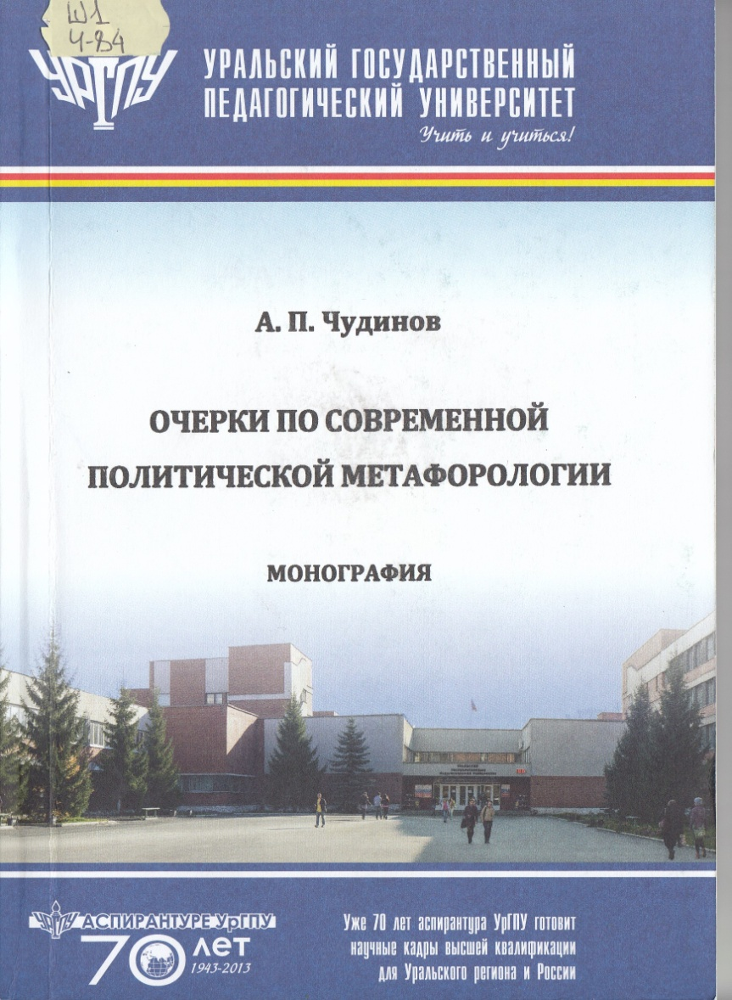 Ш1
Ч-84
УрГПУ
УРАЛЬСКИЙ ГОСУДАРСТВЕННЫЙ
ПЕДАГОГИЧЕСКИЙ УНИВЕРСИТЕТ
Учить и учиться!
А. П. Чудинов
ОЧЕРКИ ПО СОВРЕМЕННОЙ
ПОЛИТИЧЕСКОЙ МЕТАФОРОЛОГИИ
МОНОГРАФИЯ
УрГПУ
АСПИРАНТУРЕ УрГПУ
70 лет
1943-2013
Уже 70 лет аспирантура УрГПУ готовит
научные кадры высшей квалификации
для Уральского региона и России